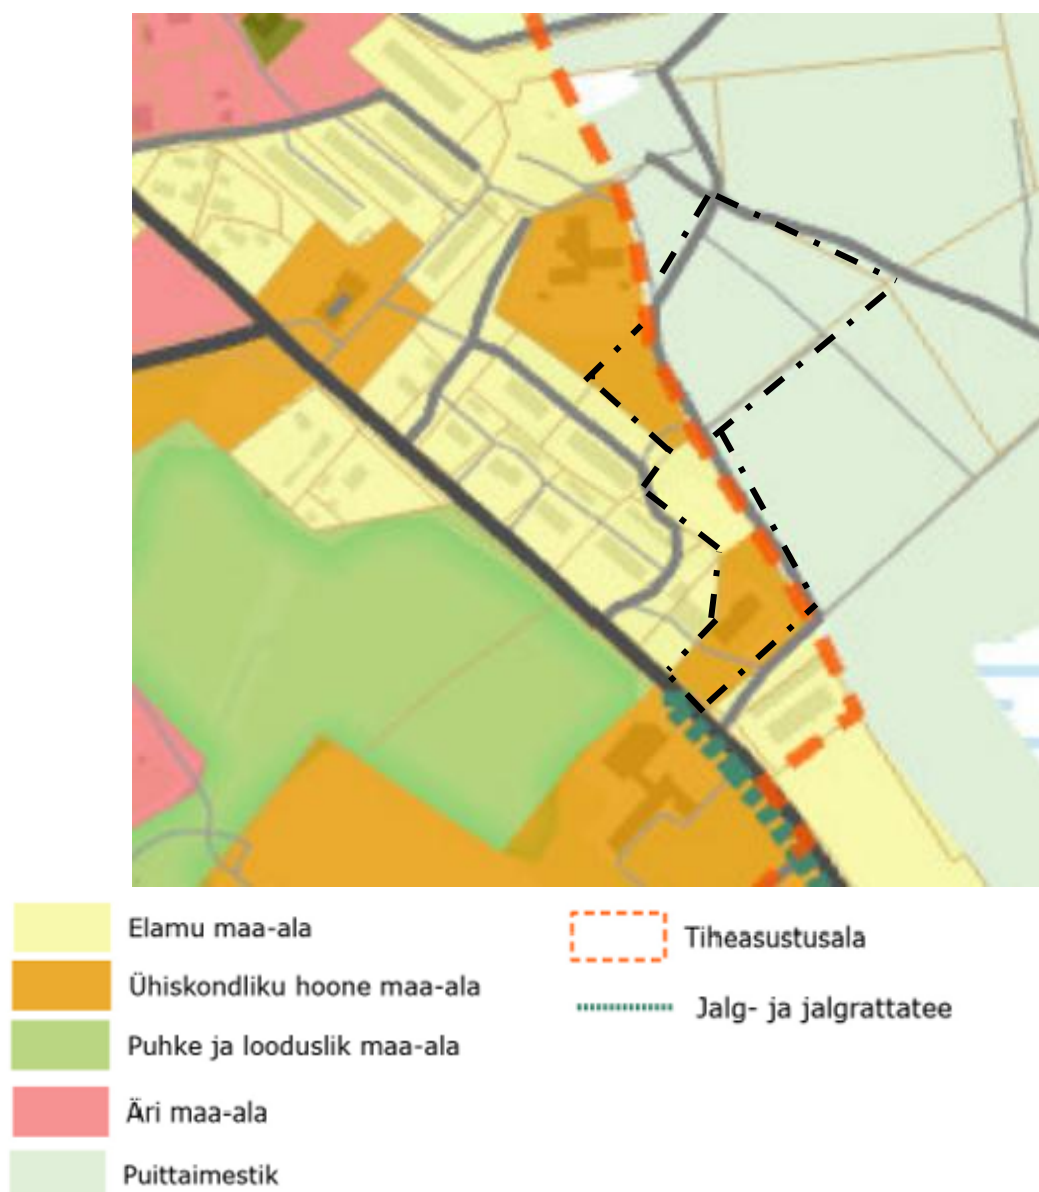 Elamu maa-ala
Ühiskondliku hoone maa-ala
Puhke ja looduslik maa-ala
Äri maa-ala
Puittaimestik
Tiheasustusala
Jalg- ja jalgrattatee